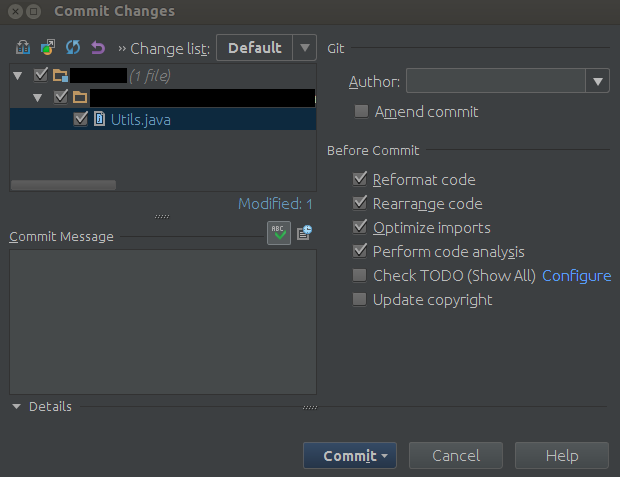 Commit Changes
» Change list: Default
Git
(1 file)
Author:
Utils.java
Amend commit
Before Commit
Reformat code
Modified: 1
Rearrange code
Commit Message
ABC
Optimize imports
Perform code analysis
Check TODO (Show All) Configure
Update copyright
Details
Commit
Cancel
Help